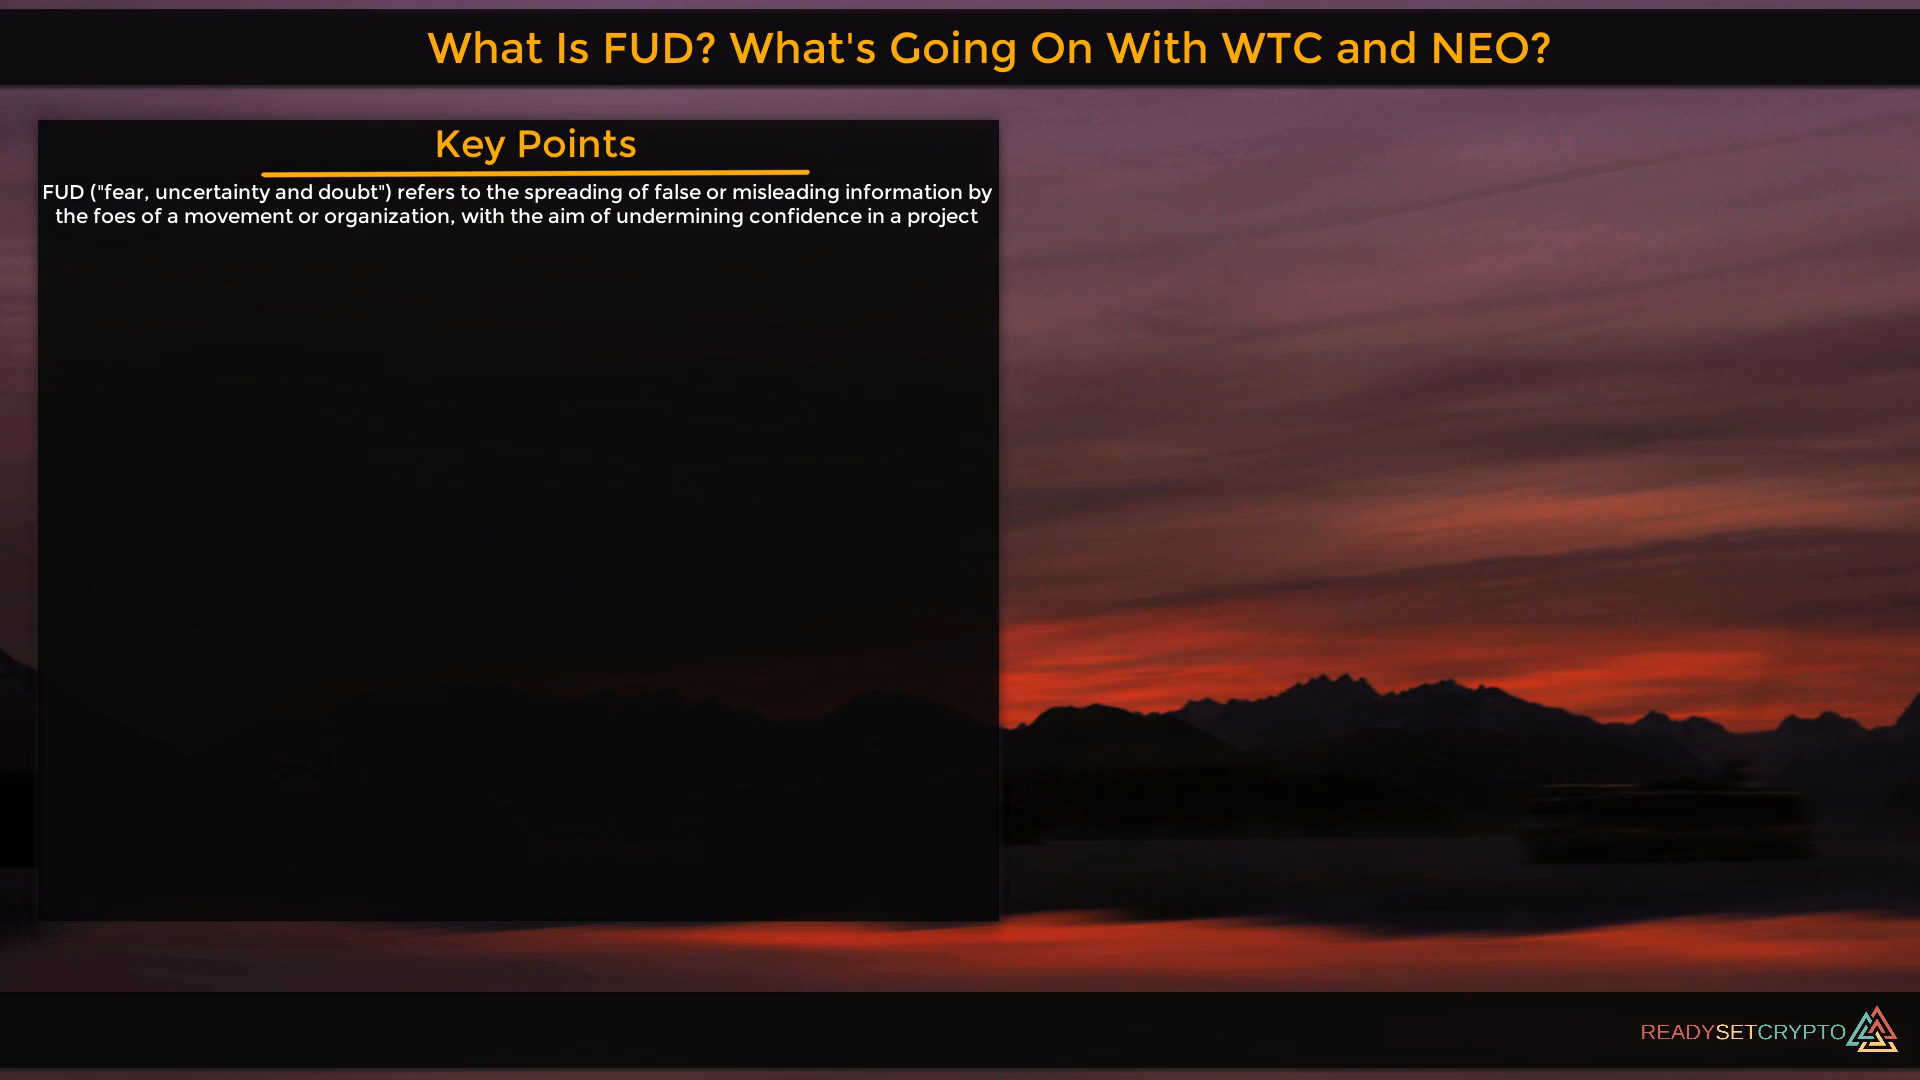 What Is FUD? What's Going On With WTC and NEO?
Key Points
FUD ("fear, uncertainty and doubt") refers to the spreading of false or misleading information by
the foes of a movement or organization, with the aim of undermining confidence in a project
READYSETCRYPTO